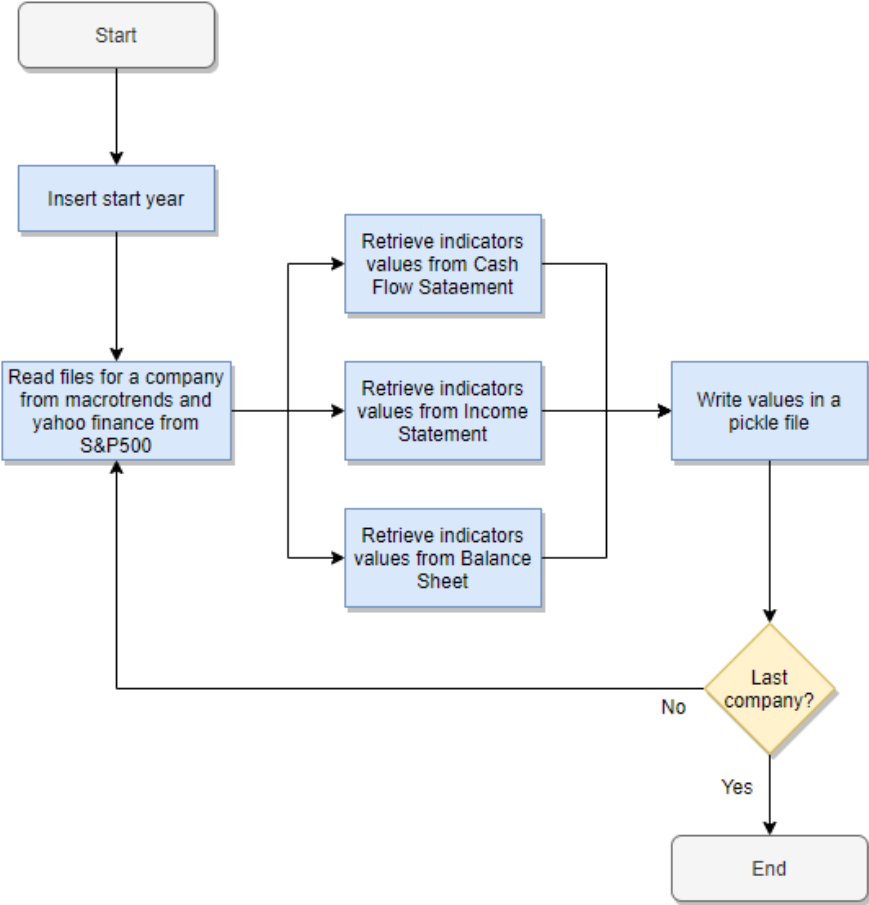 Start
Insert start year
Read files for a company
from macrotrends and
yahoo finance from
S&P500
Retrieve indicators
values from Cash
Flow Sataement
Retrieve indicators
values from Income
Statement
Retrieve indicators
values from Balance
Sheet
Write values in a
pickle file
Last
company?
No
Yes
End